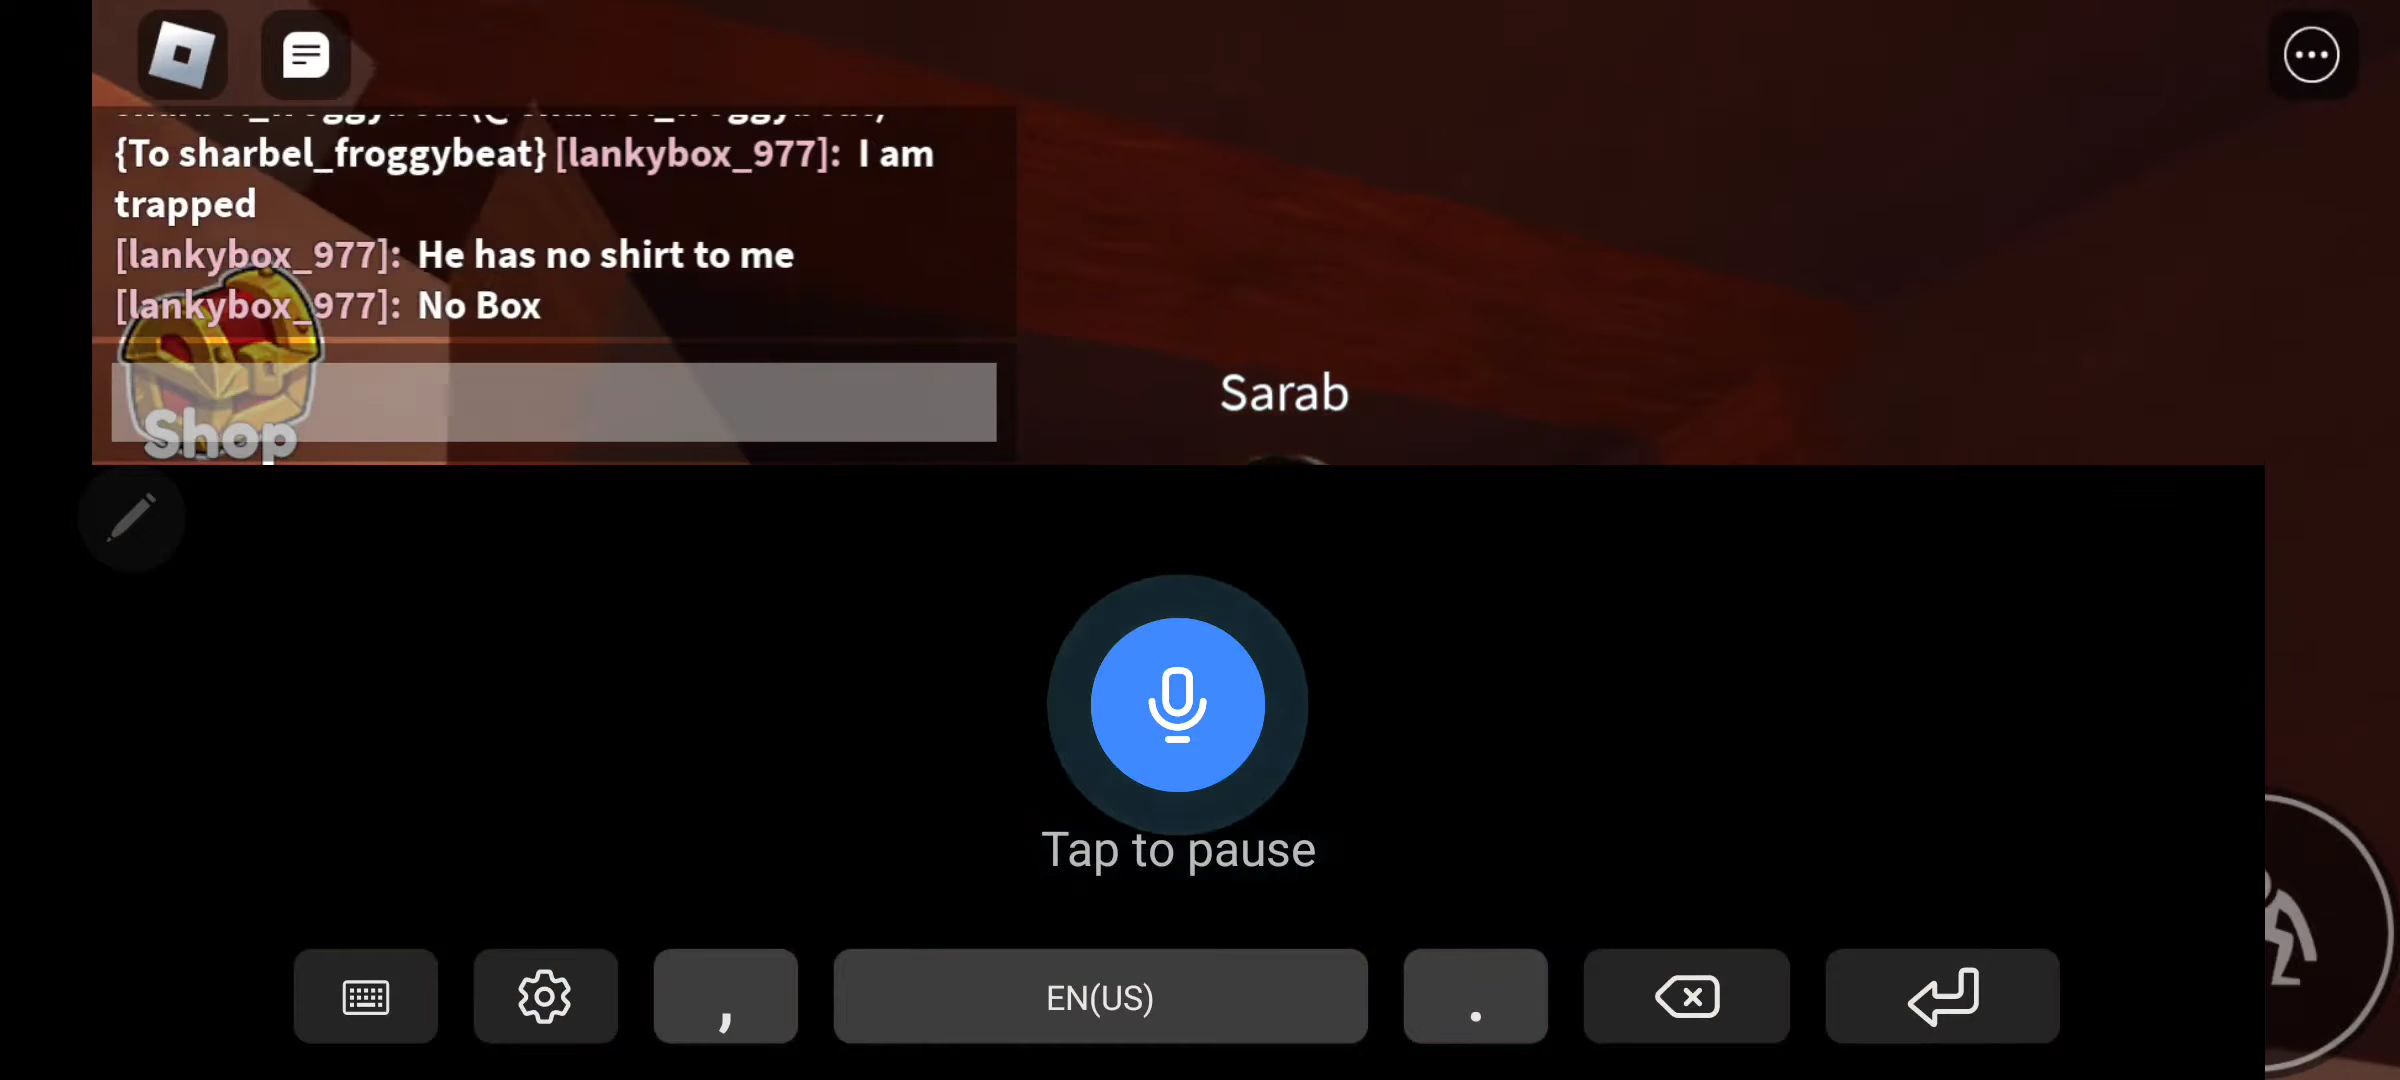 {To sharbel_froggybeat} [lankybox_977]: I am
trapped
[lankybox_977]: He has no shirt to me
[lankybox_977]: No Box
Shop
Sarab
Tap to pause
, EN(US) .